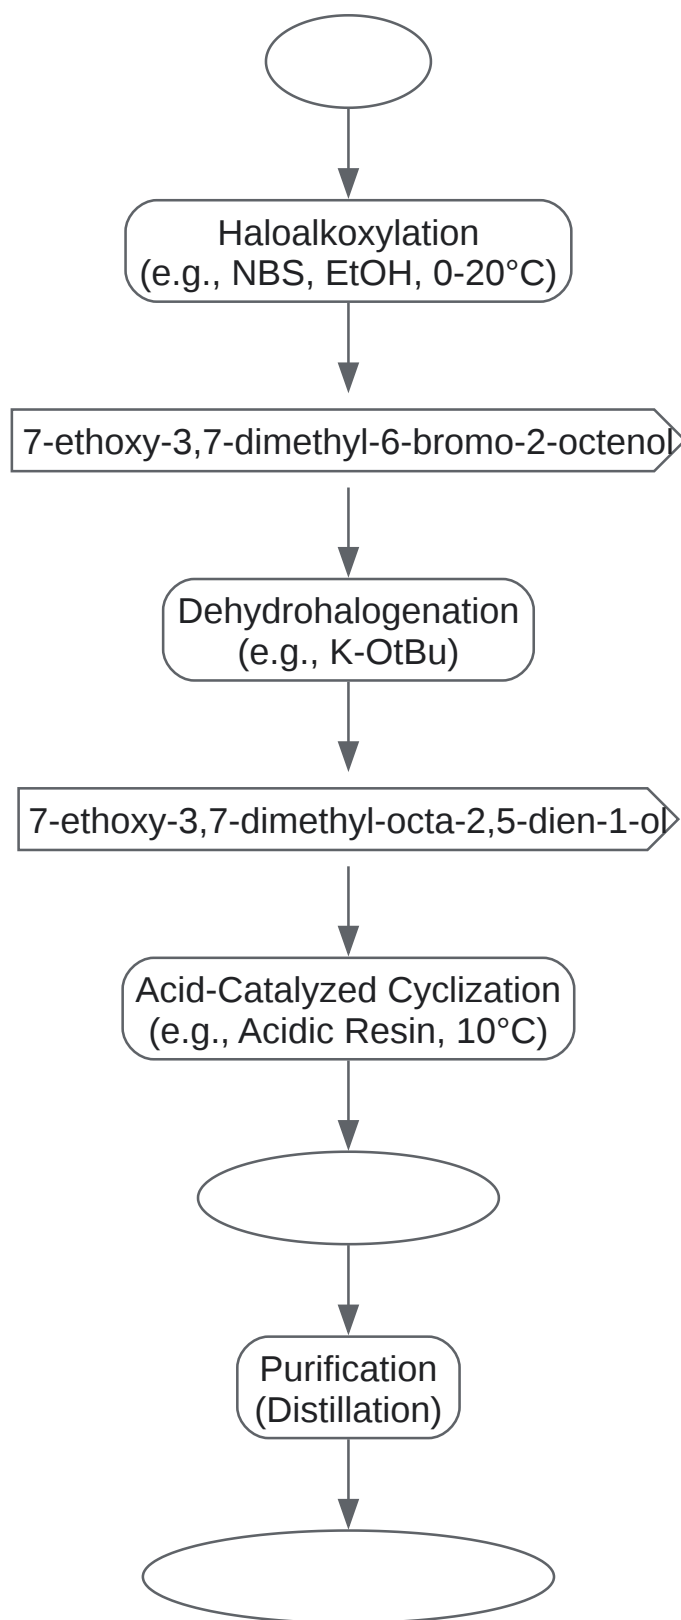 Haloalkoxylation
(e.g., NBS, EtOH, 0-20°C)
7-ethoxy-3,7-dimethyl-6-bromo-2-octenol
Dehydrohalogenation
(e.g., K-OtBu)
7-ethoxy-3,7-dimethyl-octa-2,5-dien-1-ol
Acid-Catalyzed Cyclization
(e.g., Acidic Resin, 10°C)
Purification
(Distillation)